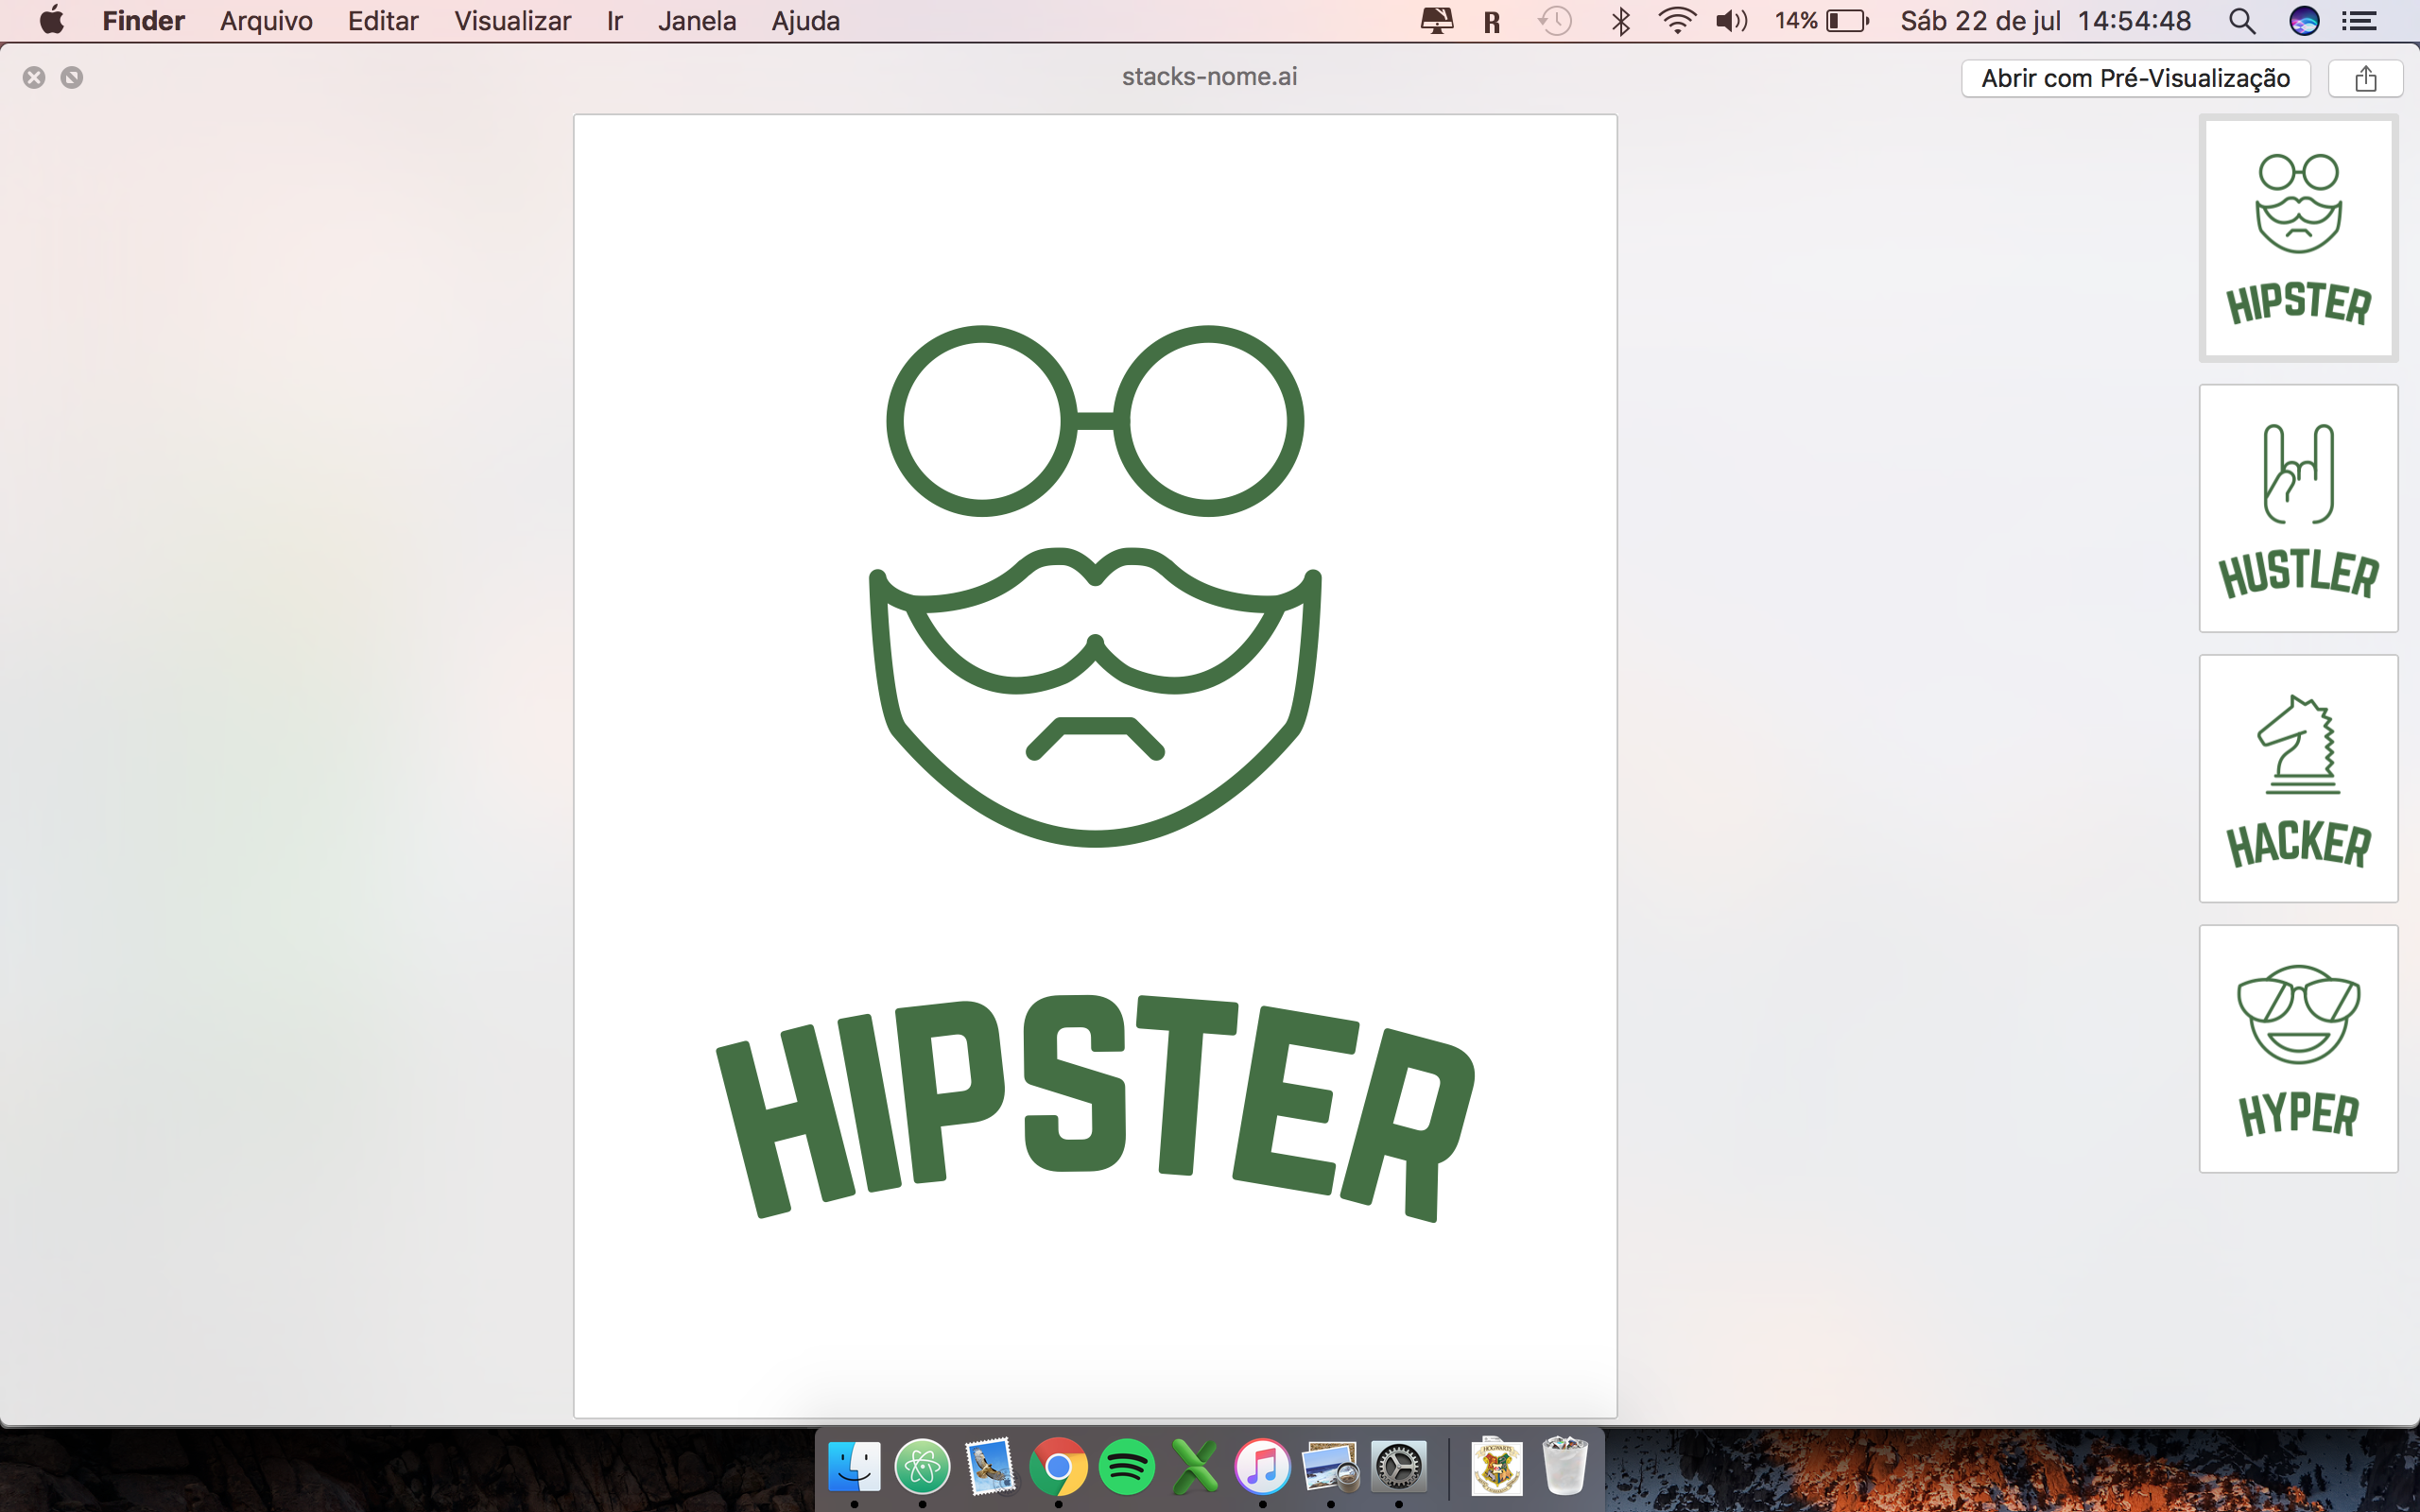 Finder Arquivo Editar Visualizar Ir Janela Ajuda R 14% Sáb 22 de jul 14:54:48
stacks-nome.ai
Abrir com Pré-Visualização
HIPSTER
HIPSTER
HUSTLER
HACKER
HYPER
HOGWARTS